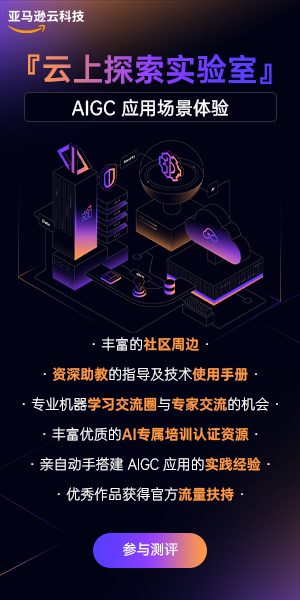 亚马逊云科技
『云上探索实验室』
AIGC 应用场景体验
· 丰富的社区周边 ·
· 资深助教的指导及技术使用手册 ·
· 专业机器学习交流圈与专家交流的机会 ·
· 丰富优质的AI专属培训认证资源 ·
· 亲自动手搭建 AIGC 应用的实践经验 ·
· 优秀作品获得官方流量扶持 ·
参与测评